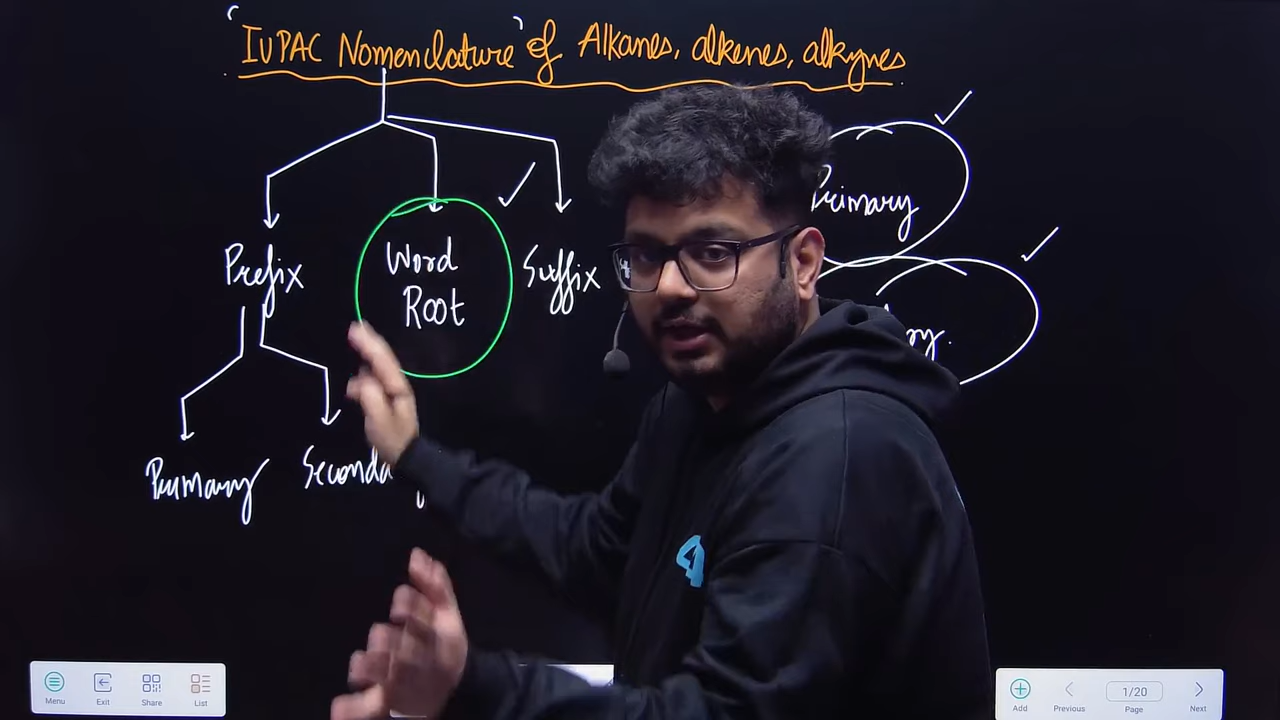 'IUPAC Nomenclature' of Alkanes, alkenes, alkynes
Prefix
Word
Root
Suffix
Primary
Primary
Menu
Exit
Share
List
Add
Previous
1/20
Page
Next